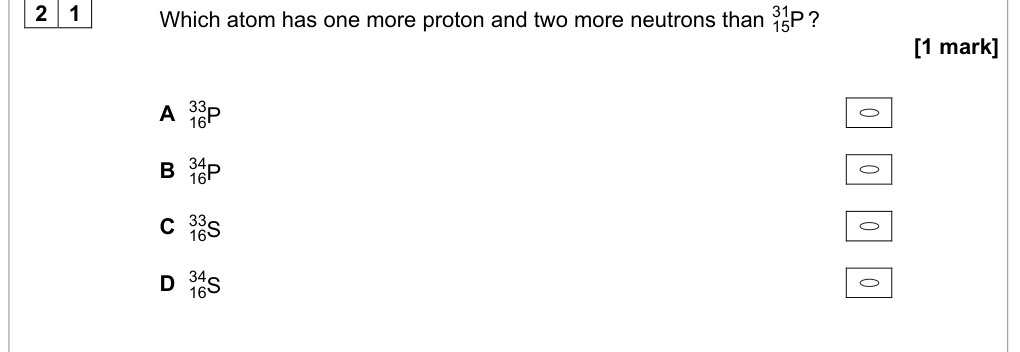 2 1 Which atom has one more proton and two more neutrons than ³¹₁₅P ?
[1 mark]
A ³³₁₆P
B ³⁴₁₆P
C ³³₁₆S
D ³⁴₁₆S